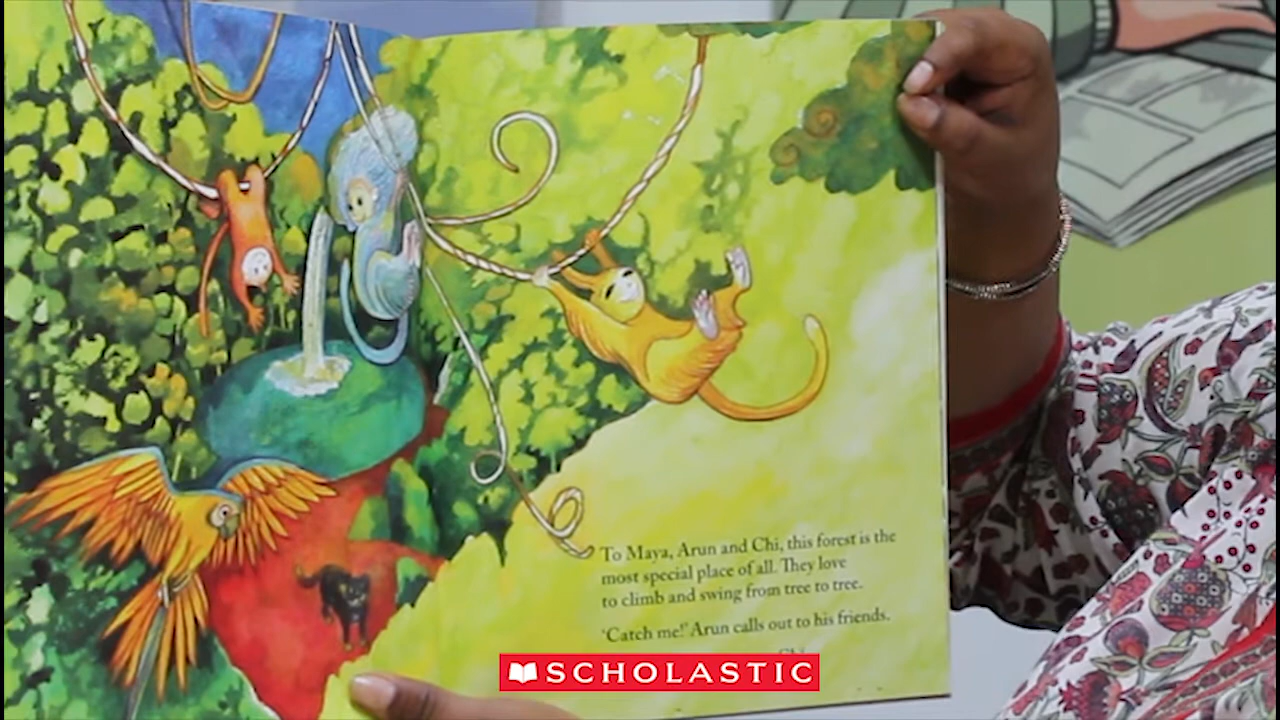 To Maya, Arun and Chi, this forest is the
most special place of all. They love
to climb and swing from tree to tree.
'Catch me!' Arun calls out to his friends.
SCHOLASTIC